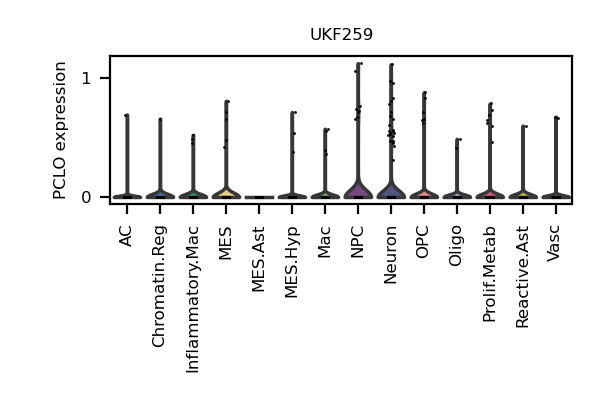 UKF259
PCLO expression
1
0
AC
Chromatin.Reg
Inflammatory.Mac
MES
MES.Ast
MES.Hyp
Mac
NPC
Neuron
OPC
Oligo
Prolif.Metab
Reactive.Ast
Vasc